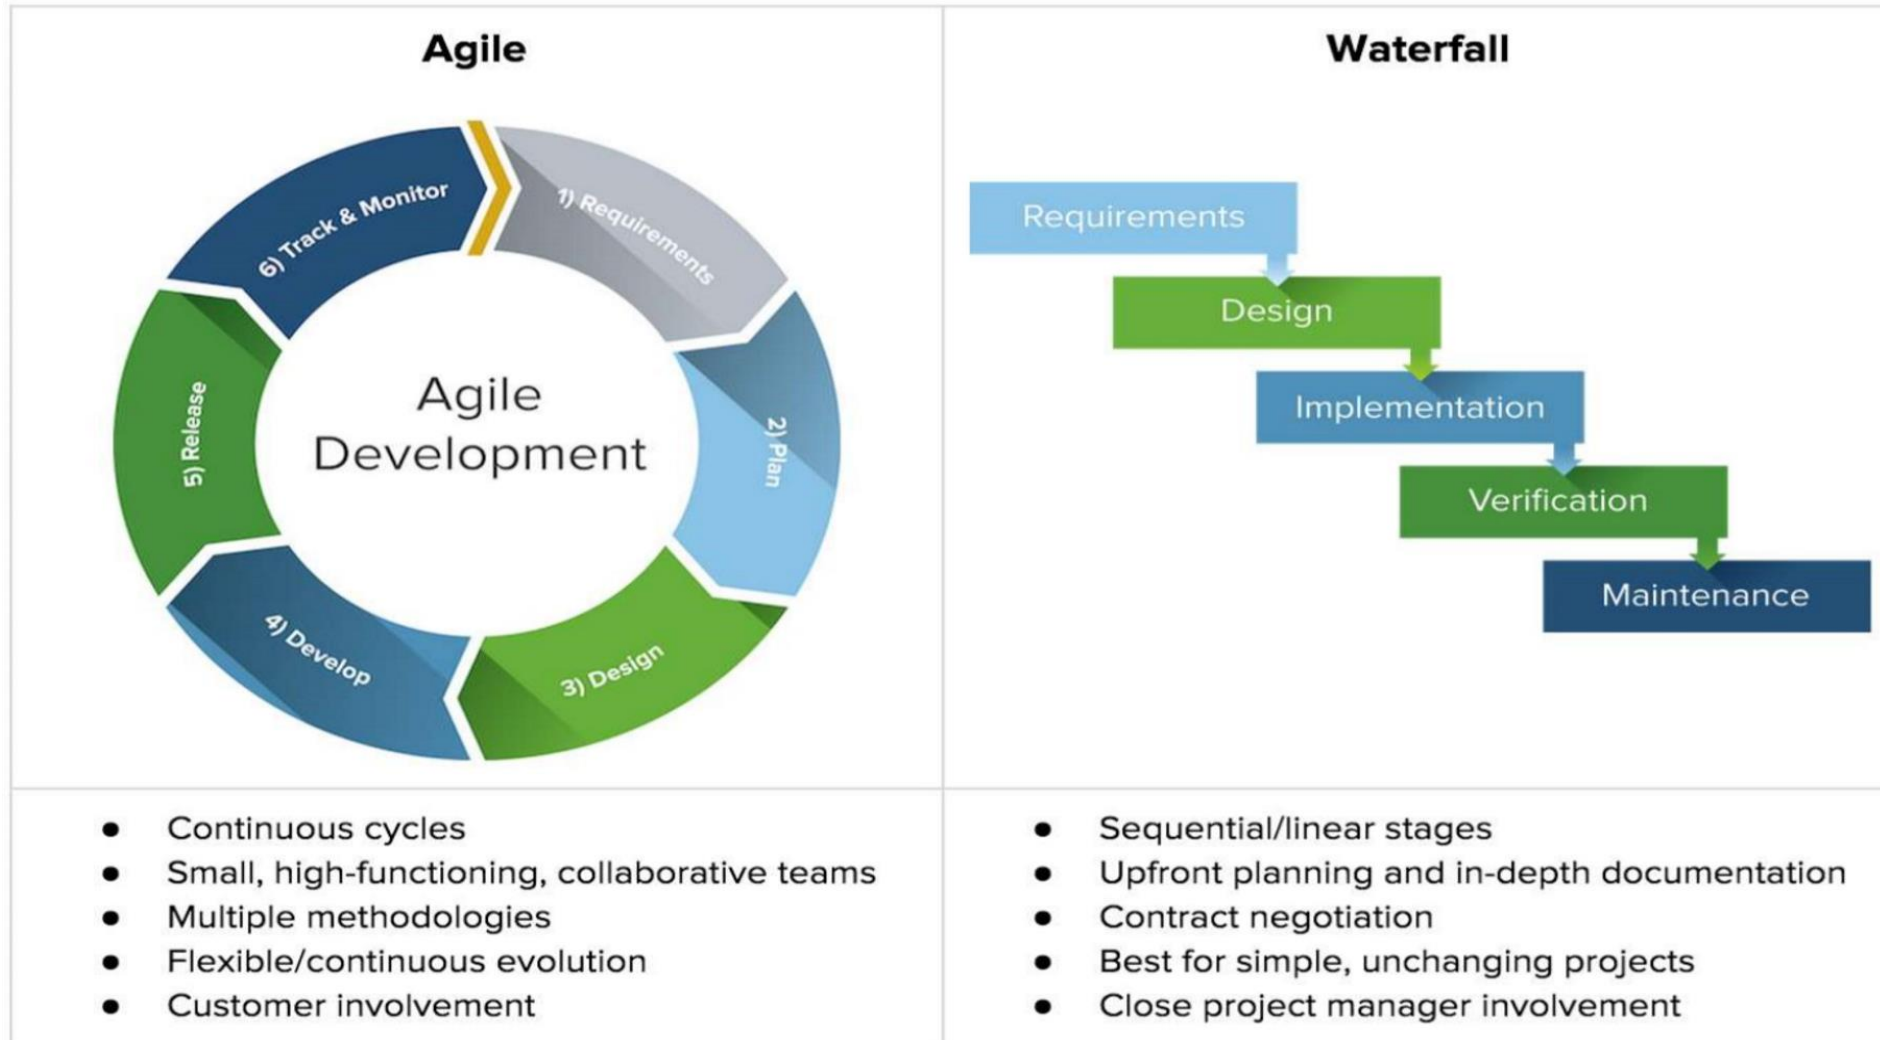 Agile
1) Requirements
2) Plan
3) Design
4) Develop
5) Release
6) Track & Monitor
Agile
Development
● Continuous cycles
● Small, high-functioning, collaborative teams
● Multiple methodologies
● Flexible/continuous evolution
● Customer involvement
Waterfall
Requirements
Design
Implementation
Verification
Maintenance
● Sequential/linear stages
● Upfront planning and in-depth documentation
● Contract negotiation
● Best for simple, unchanging projects
● Close project manager involvement